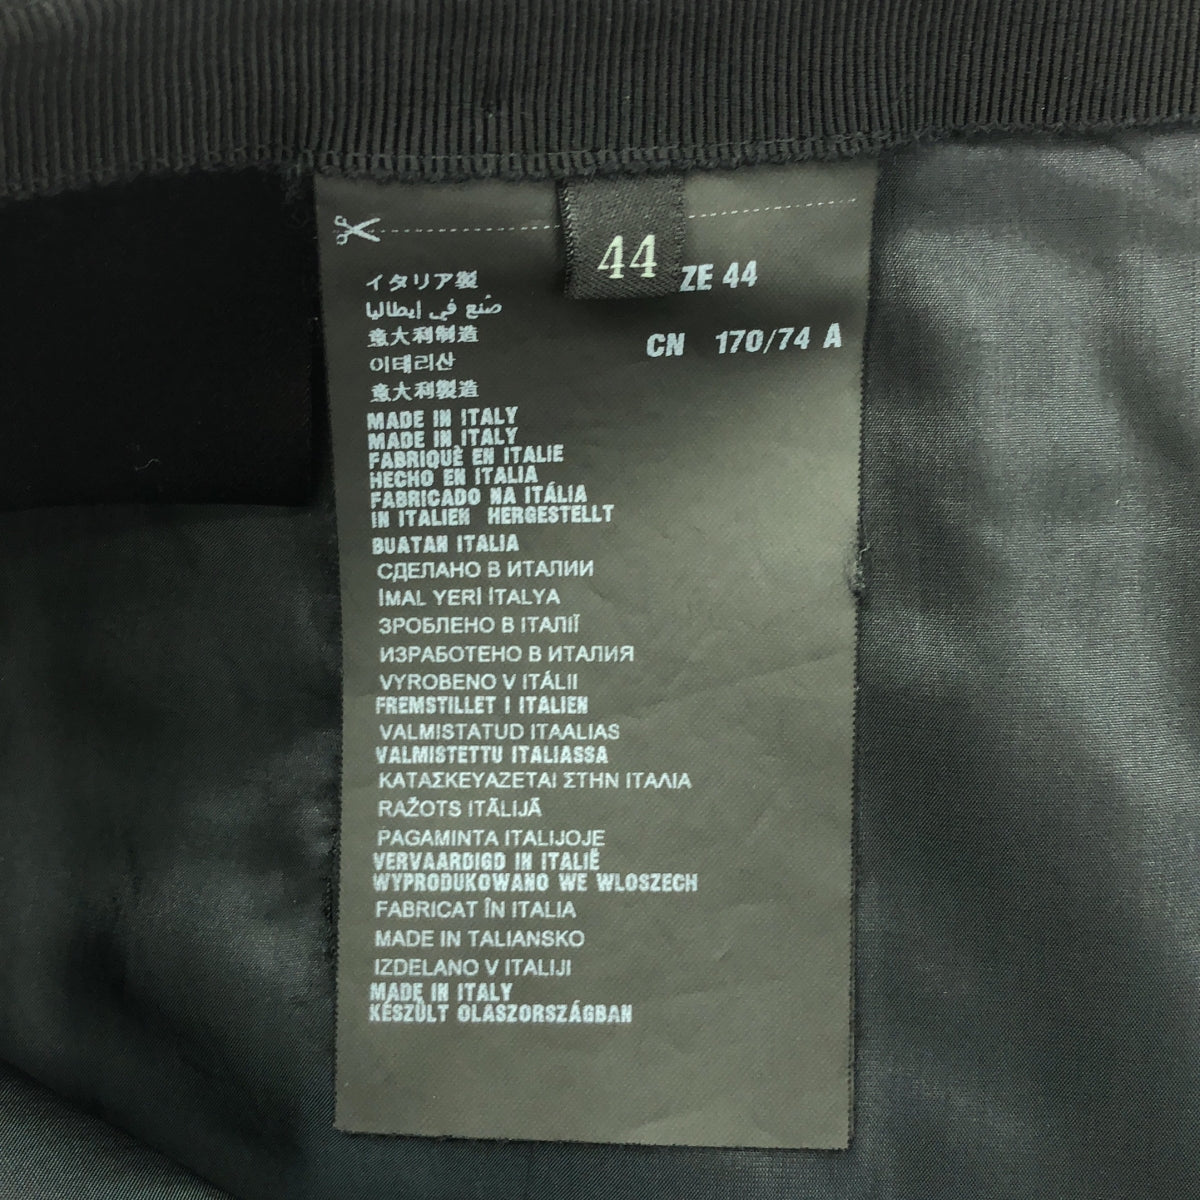 44
ZE 44
CN 170/74 A
イタリア製
صُنع في إيطاليا
意大利制造
이태리산
意大利製造
MADE IN ITALY
MADE IN ITALY
FABRIQUÈ EN ITALIE
HECHO EN ITALIA
FABRICADO NA ITÁLIA
IN ITALIEN HERGESTELLT
BUATAN ITALIA
СДЕЛАНО В ИТАЛИИ
İMAL YERİ İTALYA
ЗРОБЛЕНО В ІТАЛІЇ
ИЗРАБОТЕНО В ИТАЛИЯ
VYROBENO V ITÁLII
FREMSTILLET I ITALIEN
VALMISTATUD ITAALIAS
VALMISTETTU ITALIASSA
ΚΑΤΑΣΚΕΥΑΖΕΤΑΙ ΣΤΗΝ ΙΤΑΛΙΑ
RAŽOTS ITĀLIJĀ
PAGAMINTA ITALIJOJE
VERVAARDIGD IN ITALIË
WYPRODUKOWANO WE WLOSZECH
FABRICAT ÎN ITALIA
MADE IN TALIANSKO
IZDELANO V ITALIJI
MADE IN ITALY
KÉSZÜLT OLASZORSZÁGBAN